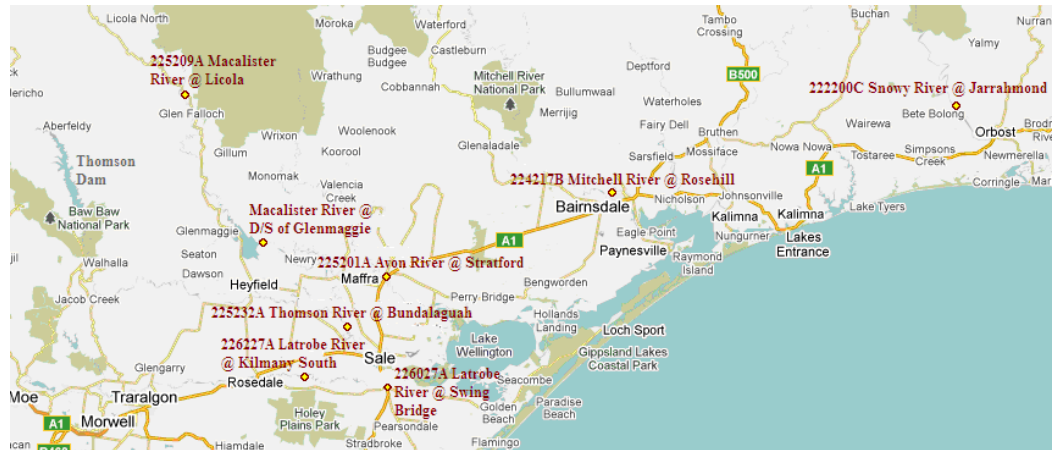 Licola North
Moroka
Waterford
Castleburn
Budgee
Budgee
Tambo
Crossing
Buchan
Nurran
Yalmy
225209A Macalister
River @ Licola
Wrathung
Cobbannah
Mitchell River
National Park
Deptford
B500
Bullumwaal
222200C Snowy River @ Jarrahmond
Jericho
Glen Falloch
Merrijig
Waterholes
Bete Bolong
Aberfeldy
Wrixon
Woolenook
Fairy Dell
Bruthen
Wairewa
Orbost
Gillum
Koorool
Glenaladale
Sarsfield
Mossiface
Nowa Nowa
Tostaree
Simpsons
Creek
Newmerella
Thomson
Dam
Monomak
Valencia
Creek
224217B Mitchell River @ Rosehill
A1
Corringle
Mar
Baw Baw
National Park
Macalister River @
D/S of Glenmaggie
Bairnsdale
Nicholson
Johnsonville
Kalimna
Kalimna
Lake Tyers
Glenmaggie
Eagle Point
Nungurner
Lakes
Entrance
Walhalla
Seaton
Newry
A1
Paynesville
Raymond
Island
Dawson
225201A Avon River @ Stratford
Heyfield
Maffra
Bengworden
Jacob Creek
Perry Bridge
225232A Thomson River @ Bundalaguah
Hollands
Landing
Loch Sport
226227A Latrobe River
@ Kilmany South
Sale
Lake
Wellington
Gippsland Lakes
Coastal Park
Glengarry
Rosedale
226027A Latrobe
River @ Swing
Bridge
Seacombe
Moe
Traralgon
Holey
Plains Park
Golden
Beach
Paradise
Beach
A1
Morwell
Pearsondale
Hiamdale
Stradbroke
Flamingo